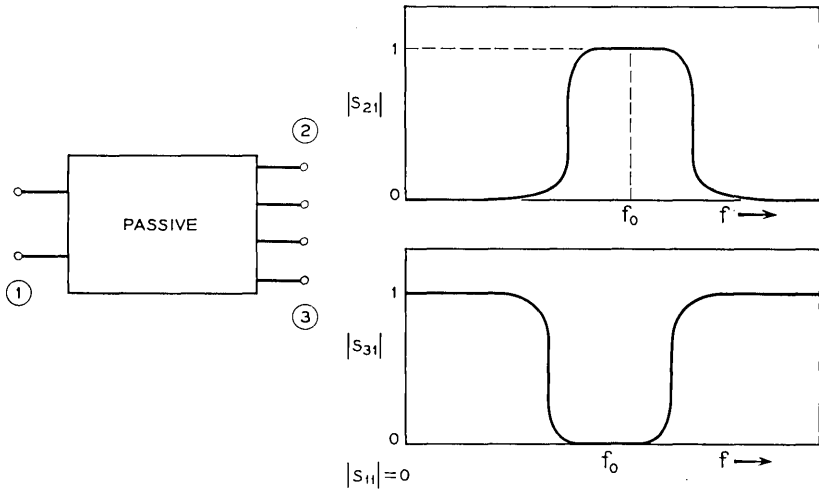 ②
PASSIVE
①
③
1
|S21|
0
f0
f →
1
|S31|
0
f0
f →
|S11| = 0